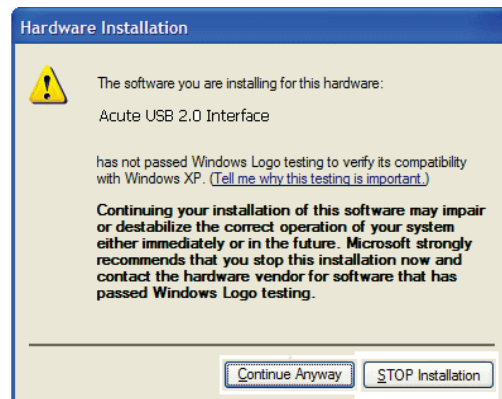 Hardware Installation
The software you are installing for this hardware:
Acute USB 2.0 Interface
has not passed Windows Logo testing to verify its compatibility
with Windows XP. (Tell me why this testing is important.)
Continuing your installation of this software may impair
or destabilize the correct operation of your system
either immediately or in the future. Microsoft strongly
recommends that you stop this installation now and
contact the hardware vendor for software that has
passed Windows Logo testing.
Continue Anyway
STOP Installation